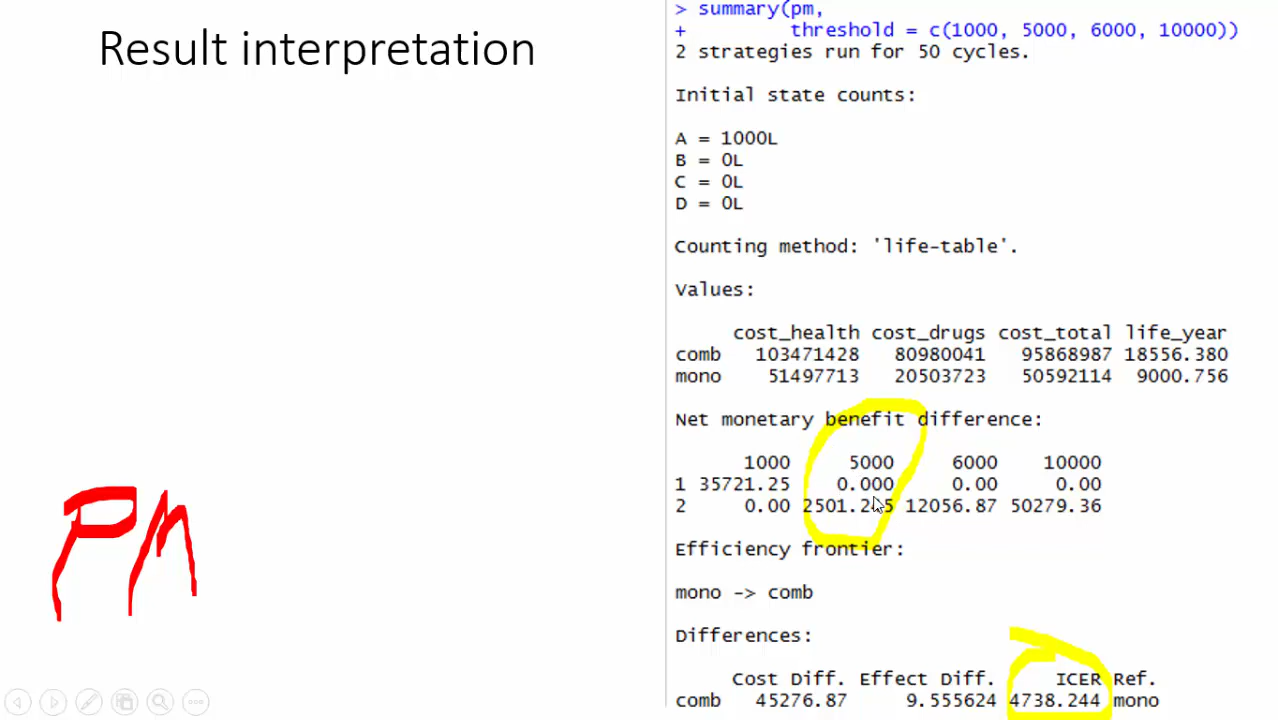 Result interpretation
> summary(pm,
+ threshold = c(1000, 5000, 6000, 10000))
2 strategies run for 50 cycles.
Initial state counts:
A = 1000L
B = 0L
C = 0L
D = 0L
Counting method: 'life-table'.
Values:
cost_health cost_drugs cost_total life_year
comb 103471428 80980041 95868987 18556.380
mono 51497713 20503723 50592114 9000.756
Net monetary benefit difference:
1000 5000 6000 10000
1 35721.25 0.000 0.00 0.00
2 0.00 12056.87 50279.36
Efficiency frontier:
mono -> comb
Differences:
Cost Diff. Effect Diff. ICER Ref.
comb 45276.87 9.555624 4738.244 mono
PM